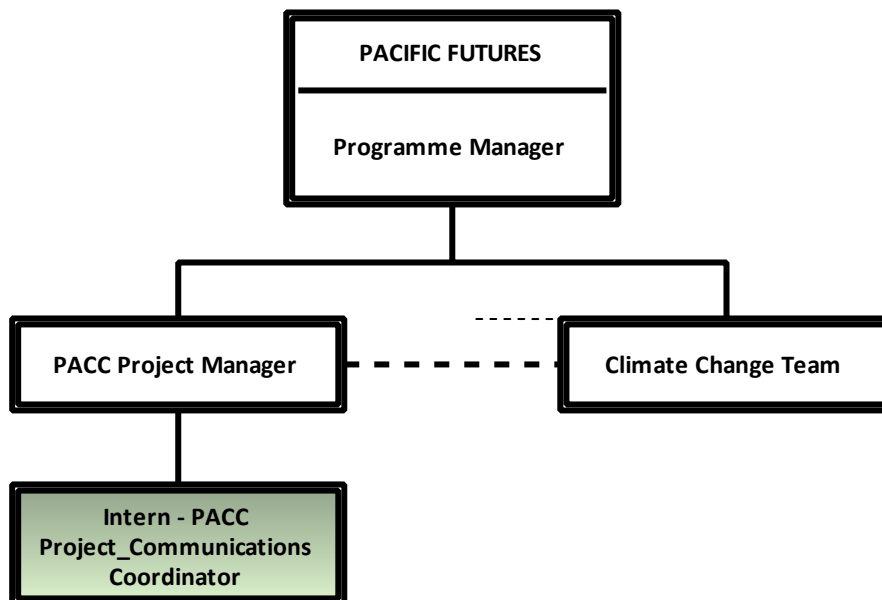 PACIFIC FUTURES
Programme Manager
PACC Project Manager
Climate Change Team
Intern - PACC
Project_Communications
Coordinator